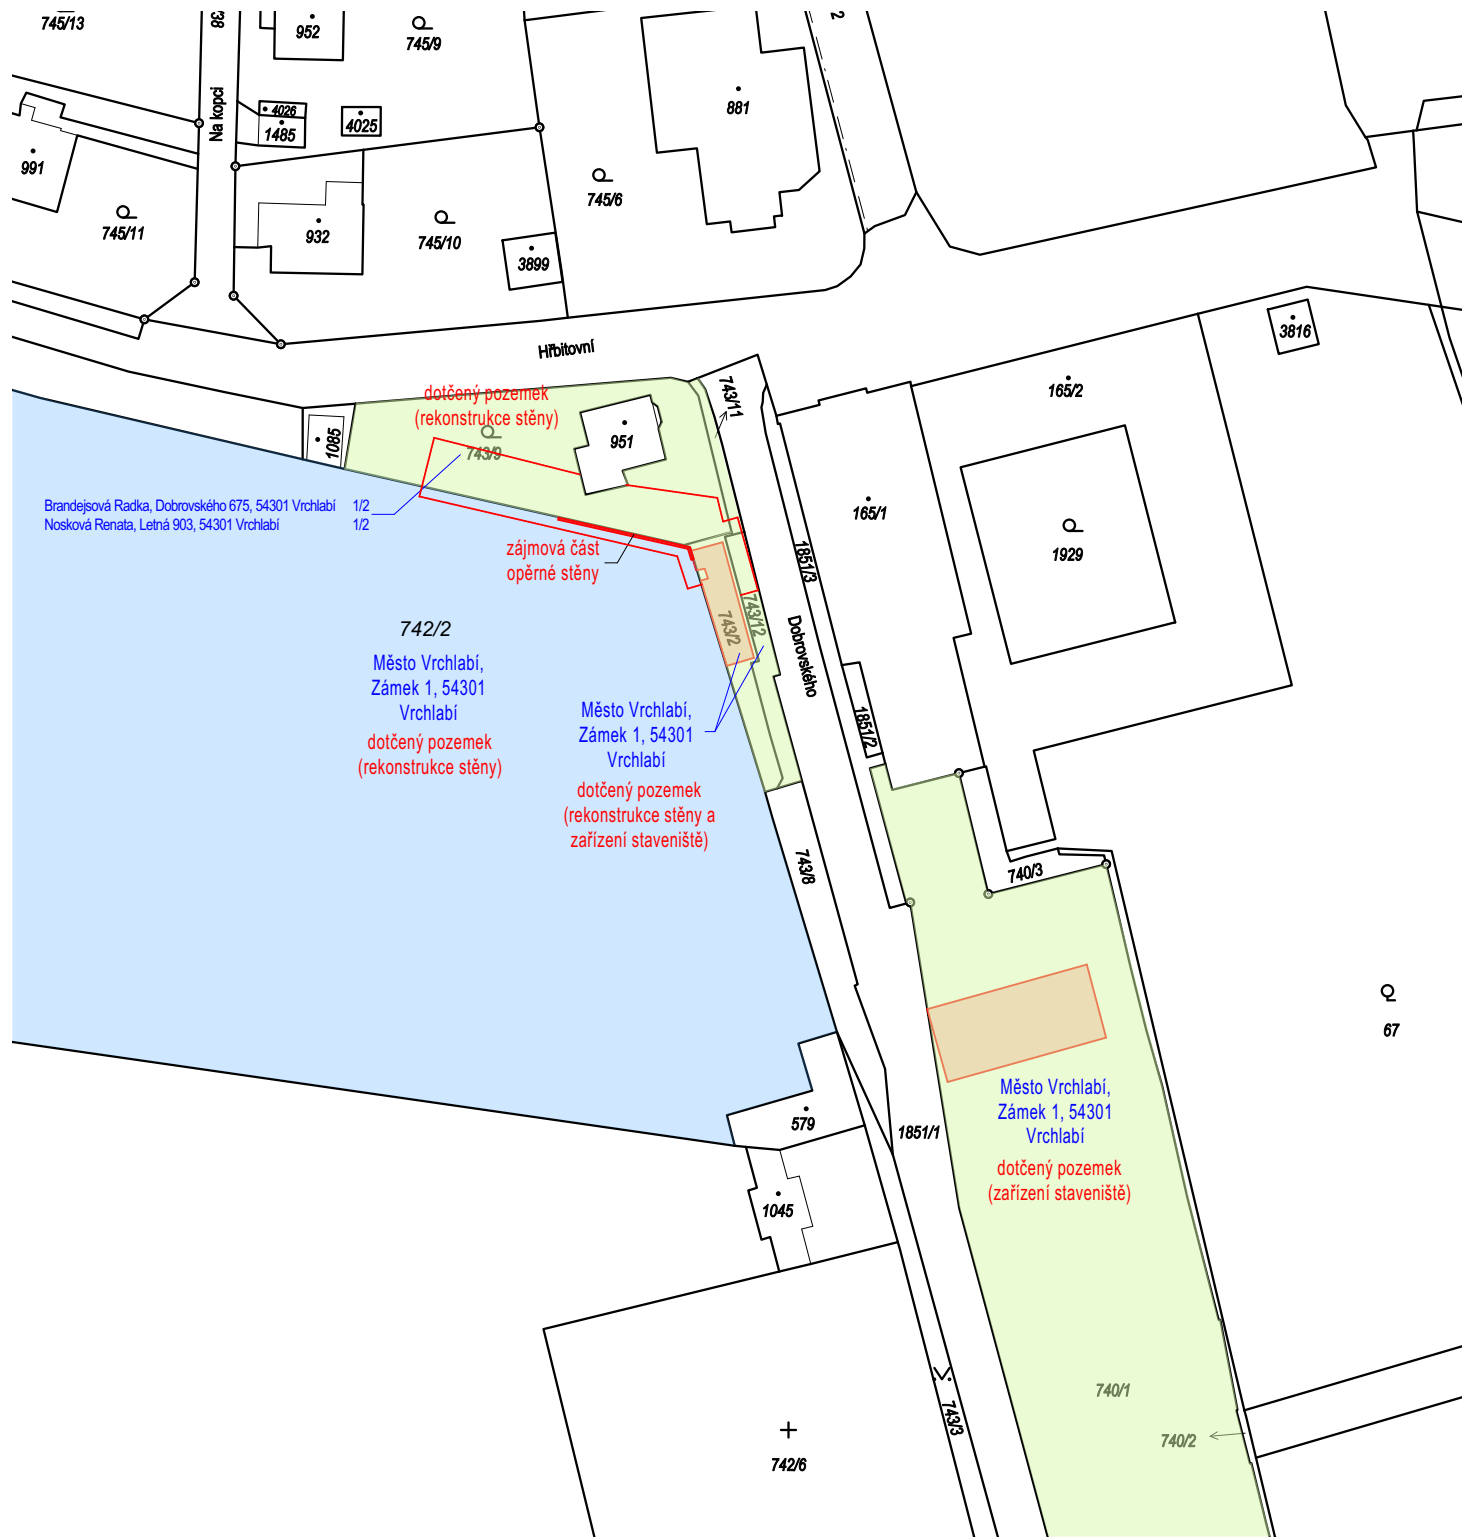 745/13
38
952
745/9
2
Na kopci
4026
1485
4025
881
991
745/11
932
745/10
745/6
3899
Hřbitovní
3816
dotčený pozemek
(rekonstrukce stěny)
743/11
165/2
1085
743/9
951
Brandejsová Radka, Dobrovského 675, 54301 Vrchlabí 1/2
Nosková Renata, Letná 903, 54301 Vrchlabí 1/2
165/1
1929
zájmová část
opěrné stěny
1851/3
742/2
743/2
743/12
Dobrovského
Město Vrchlabí,
Zámek 1, 54301
Vrchlabí
dotčený pozemek
(rekonstrukce stěny)
Město Vrchlabí,
Zámek 1, 54301
Vrchlabí
dotčený pozemek
(rekonstrukce stěny a
zařízení staveniště)
1851/2
743/8
740/3
67
Město Vrchlabí,
Zámek 1, 54301
Vrchlabí
dotčený pozemek
(zařízení staveniště)
579
1851/1
1045
743/3
740/1
740/2
742/6